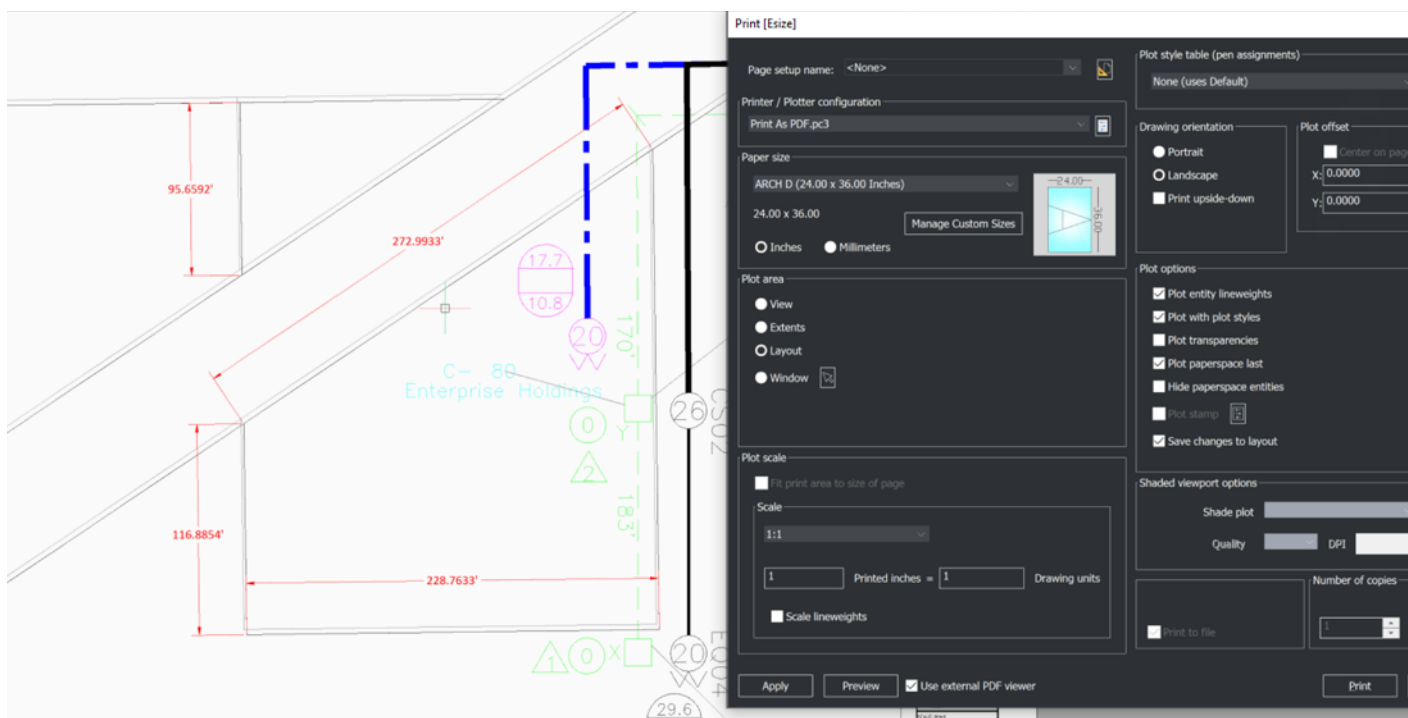 95.6592'
272.9933'
17.7
10.8
20
W
170'
C- 80
Enterprise Holdings
26
CS02
0
Y
2
183'
116.8854'
228.7633'
1
0
X
20
W
EQ04
29.6
Print [Esize]
Page setup name:
<None>
Printer / Plotter configuration
Print As PDF.pc3
Paper size
ARCH D (24.00 x 36.00 Inches)
24.00 x 36.00
Manage Custom Sizes
24.00
36.00
Inches
Millimeters
Plot area
View
Extents
Layout
Window
Plot scale
Fit print area to size of page
Scale
1:1
1
Printed inches =
1
Drawing units
Scale lineweights
Apply
Preview
Use external PDF viewer
Plot style table (pen assignments)
None (uses Default)
Drawing orientation
Portrait
Landscape
Print upside-down
Plot offset
Center on page
X:
0.0000
Y:
0.0000
Plot options
Plot entity lineweights
Plot with plot styles
Plot transparencies
Plot paperspace last
Hide paperspace entities
Plot stamp
Save changes to layout
Shaded viewport options
Shade plot
Quality
DPI
Print to file
Number of copies
1
Print